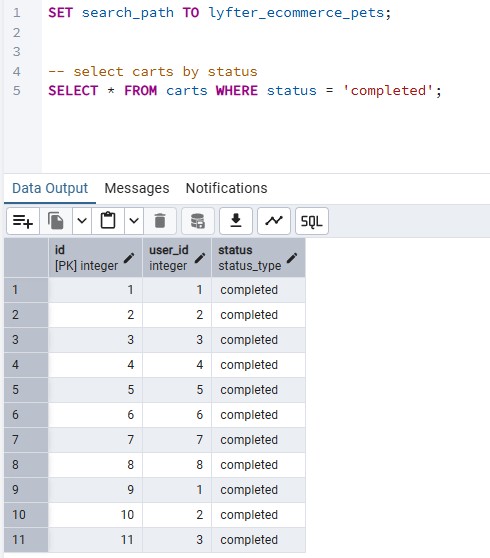 1 SET search_path TO lyfter_ecommerce_pets;
2
3
4 -- select carts by status
5 SELECT * FROM carts WHERE status = 'completed';
Data Output Messages Notifications
SQL
id user_id status
[PK] integer integer status_type
1 1 1 completed
2 2 2 completed
3 3 3 completed
4 4 4 completed
5 5 5 completed
6 6 6 completed
7 7 7 completed
8 8 8 completed
9 9 1 completed
10 10 2 completed
11 11 3 completed